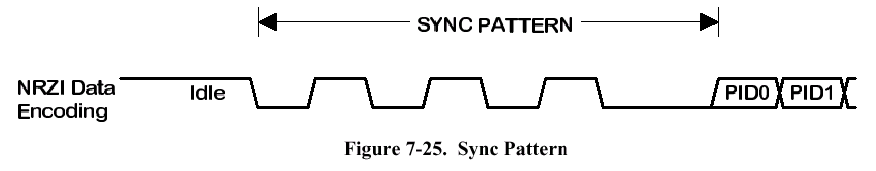 SYNC PATTERN
NRZI Data
Encoding
Idle
PID0
PID1
Figure 7-25. Sync Pattern